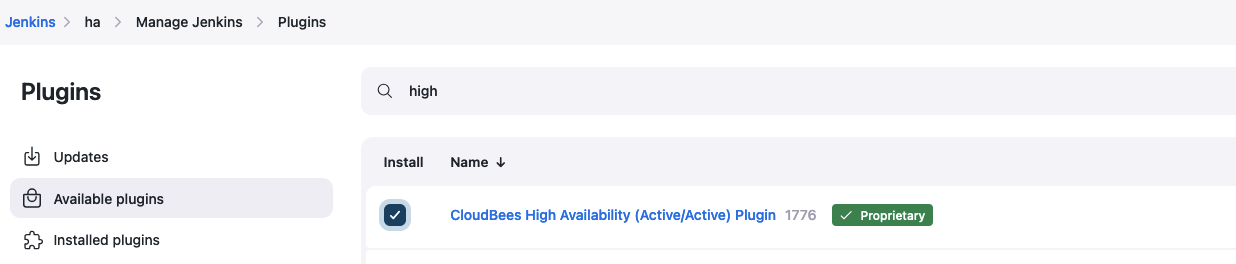 Jenkins > ha > Manage Jenkins > Plugins
Plugins
high
Updates
Available plugins
Installed plugins
Install Name ↓
CloudBees High Availability (Active/Active) Plugin 1776 Proprietary